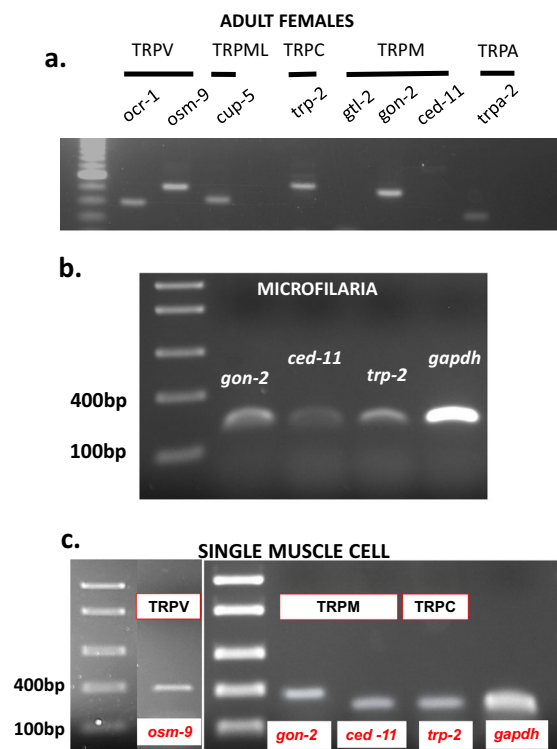 ADULT FEMALES
a.
TRPV TRPML TRPC TRPM TRPA
ocr-1 osm-9 cup-5 trp-2 gtl-2 gon-2 ced-11 trpa-2
b.
MICROFILARIA
gon-2 ced-11 trp-2 gapdh
400bp
100bp
c.
SINGLE MUSCLE CELL
TRPV TRPM TRPC
400bp
100bp
osm-9 gon-2 ced -11 trp-2 gapdh